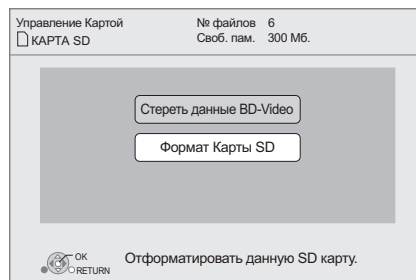 Управление Картой
КАРТА SD
№ файлов 6
Своб. пам. 300 Мб.
Стереть данные BD-Video
Формат Карты SD
OK
RETURN
Отформатировать данную SD карту.